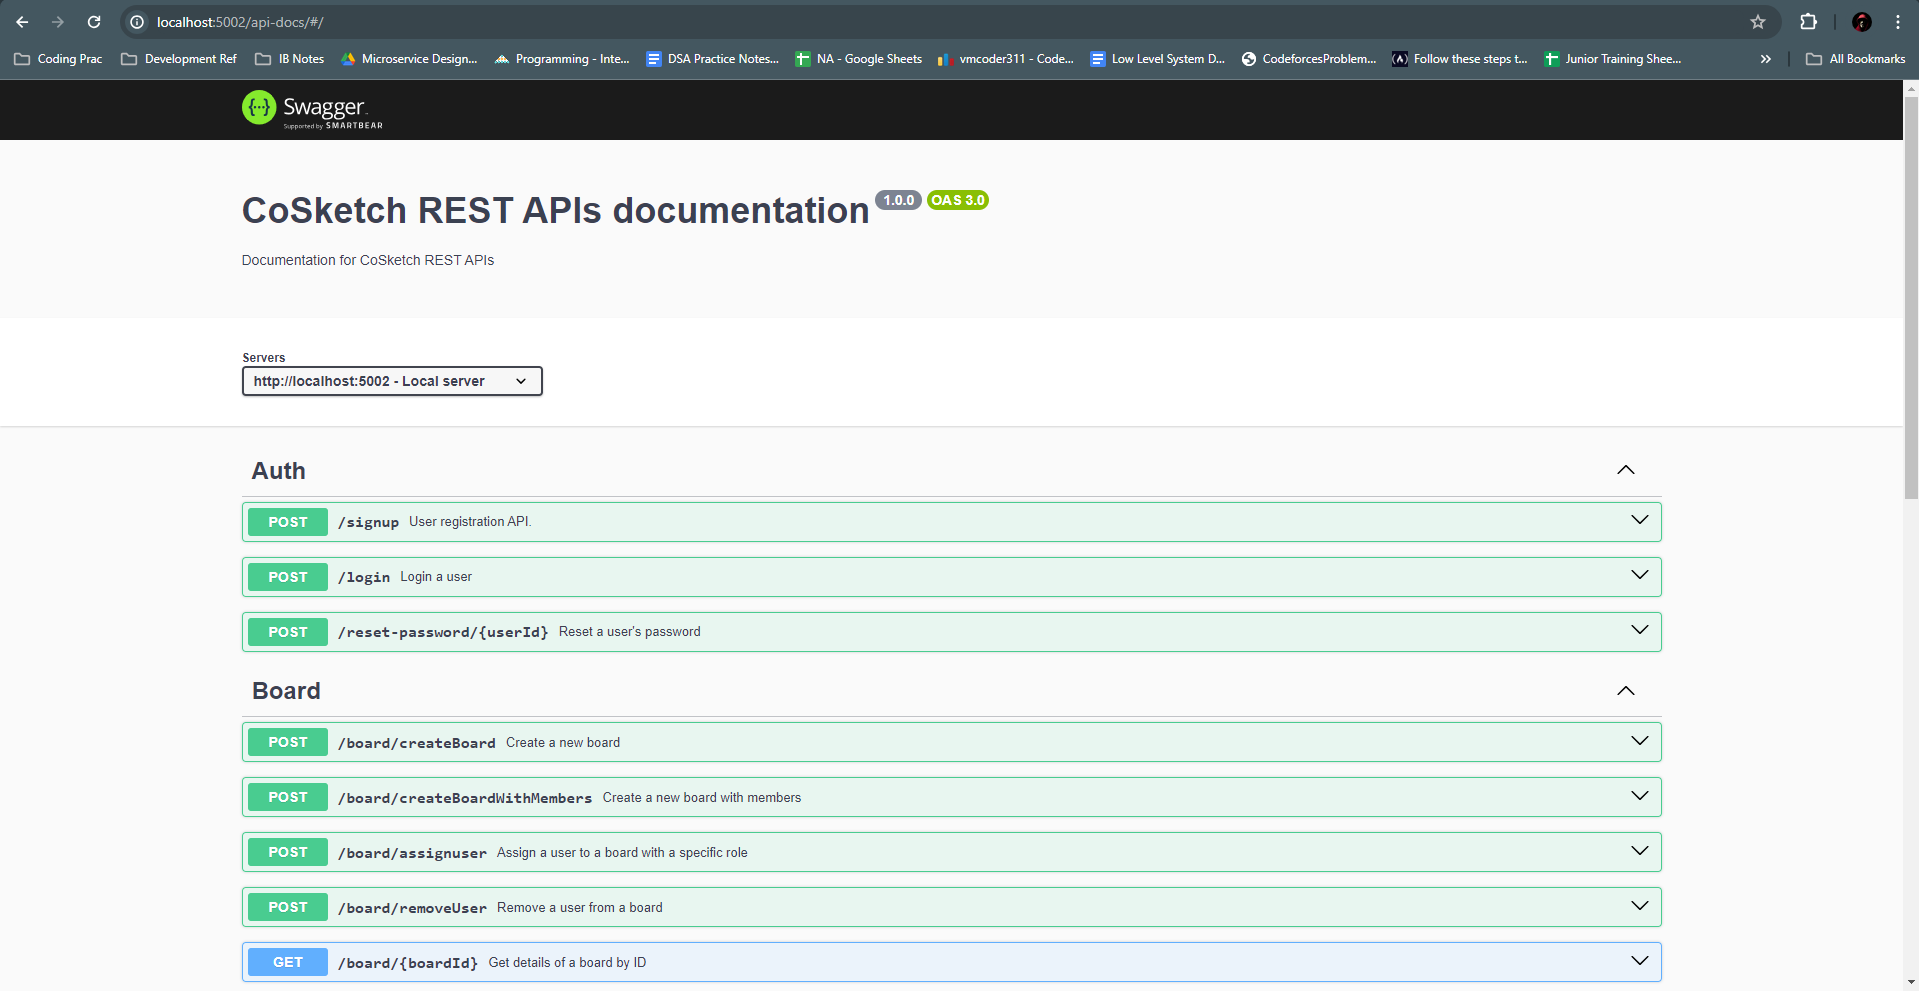 localhost:5002/api-docs/#/
Coding Prac Development Ref IB Notes Microservice Design... Programming - Inte... DSA Practice Notes... NA - Google Sheets vmcoder311 - Code... Low Level System D... CodeforcesProblem... Follow these steps t... Junior Training Shee... » All Bookmarks
{···} Swagger.
Supported by SMARTBEAR
CoSketch REST APIs documentation 1.0.0 OAS 3.0
Documentation for CoSketch REST APIs
Servers
http://localhost:5002 - Local server
Auth
POST /signup User registration API.
POST /login Login a user
POST /reset-password/{userId} Reset a user's password
Board
POST /board/createBoard Create a new board
POST /board/createBoardWithMembers Create a new board with members
POST /board/assignuser Assign a user to a board with a specific role
POST /board/removeUser Remove a user from a board
GET /board/{boardId} Get details of a board by ID